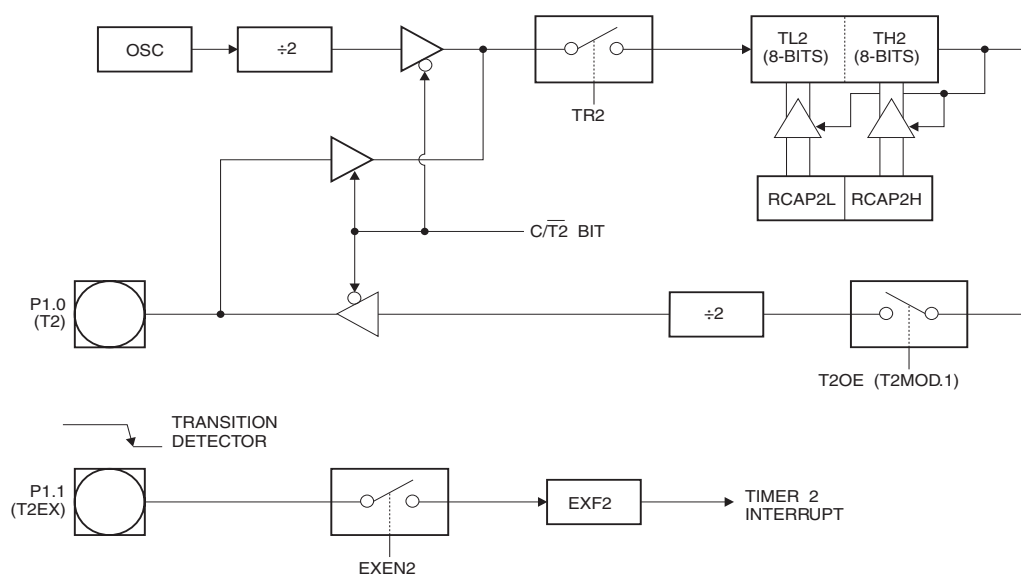 OSC
÷2
TR2
TL2
(8-BITS)
TH2
(8-BITS)
RCAP2L
RCAP2H
C/T2̅ BIT
P1.0
(T2)
÷2
T2OE (T2MOD.1)
TRANSITION
DETECTOR
P1.1
(T2EX)
EXEN2
EXF2
TIMER 2
INTERRUPT